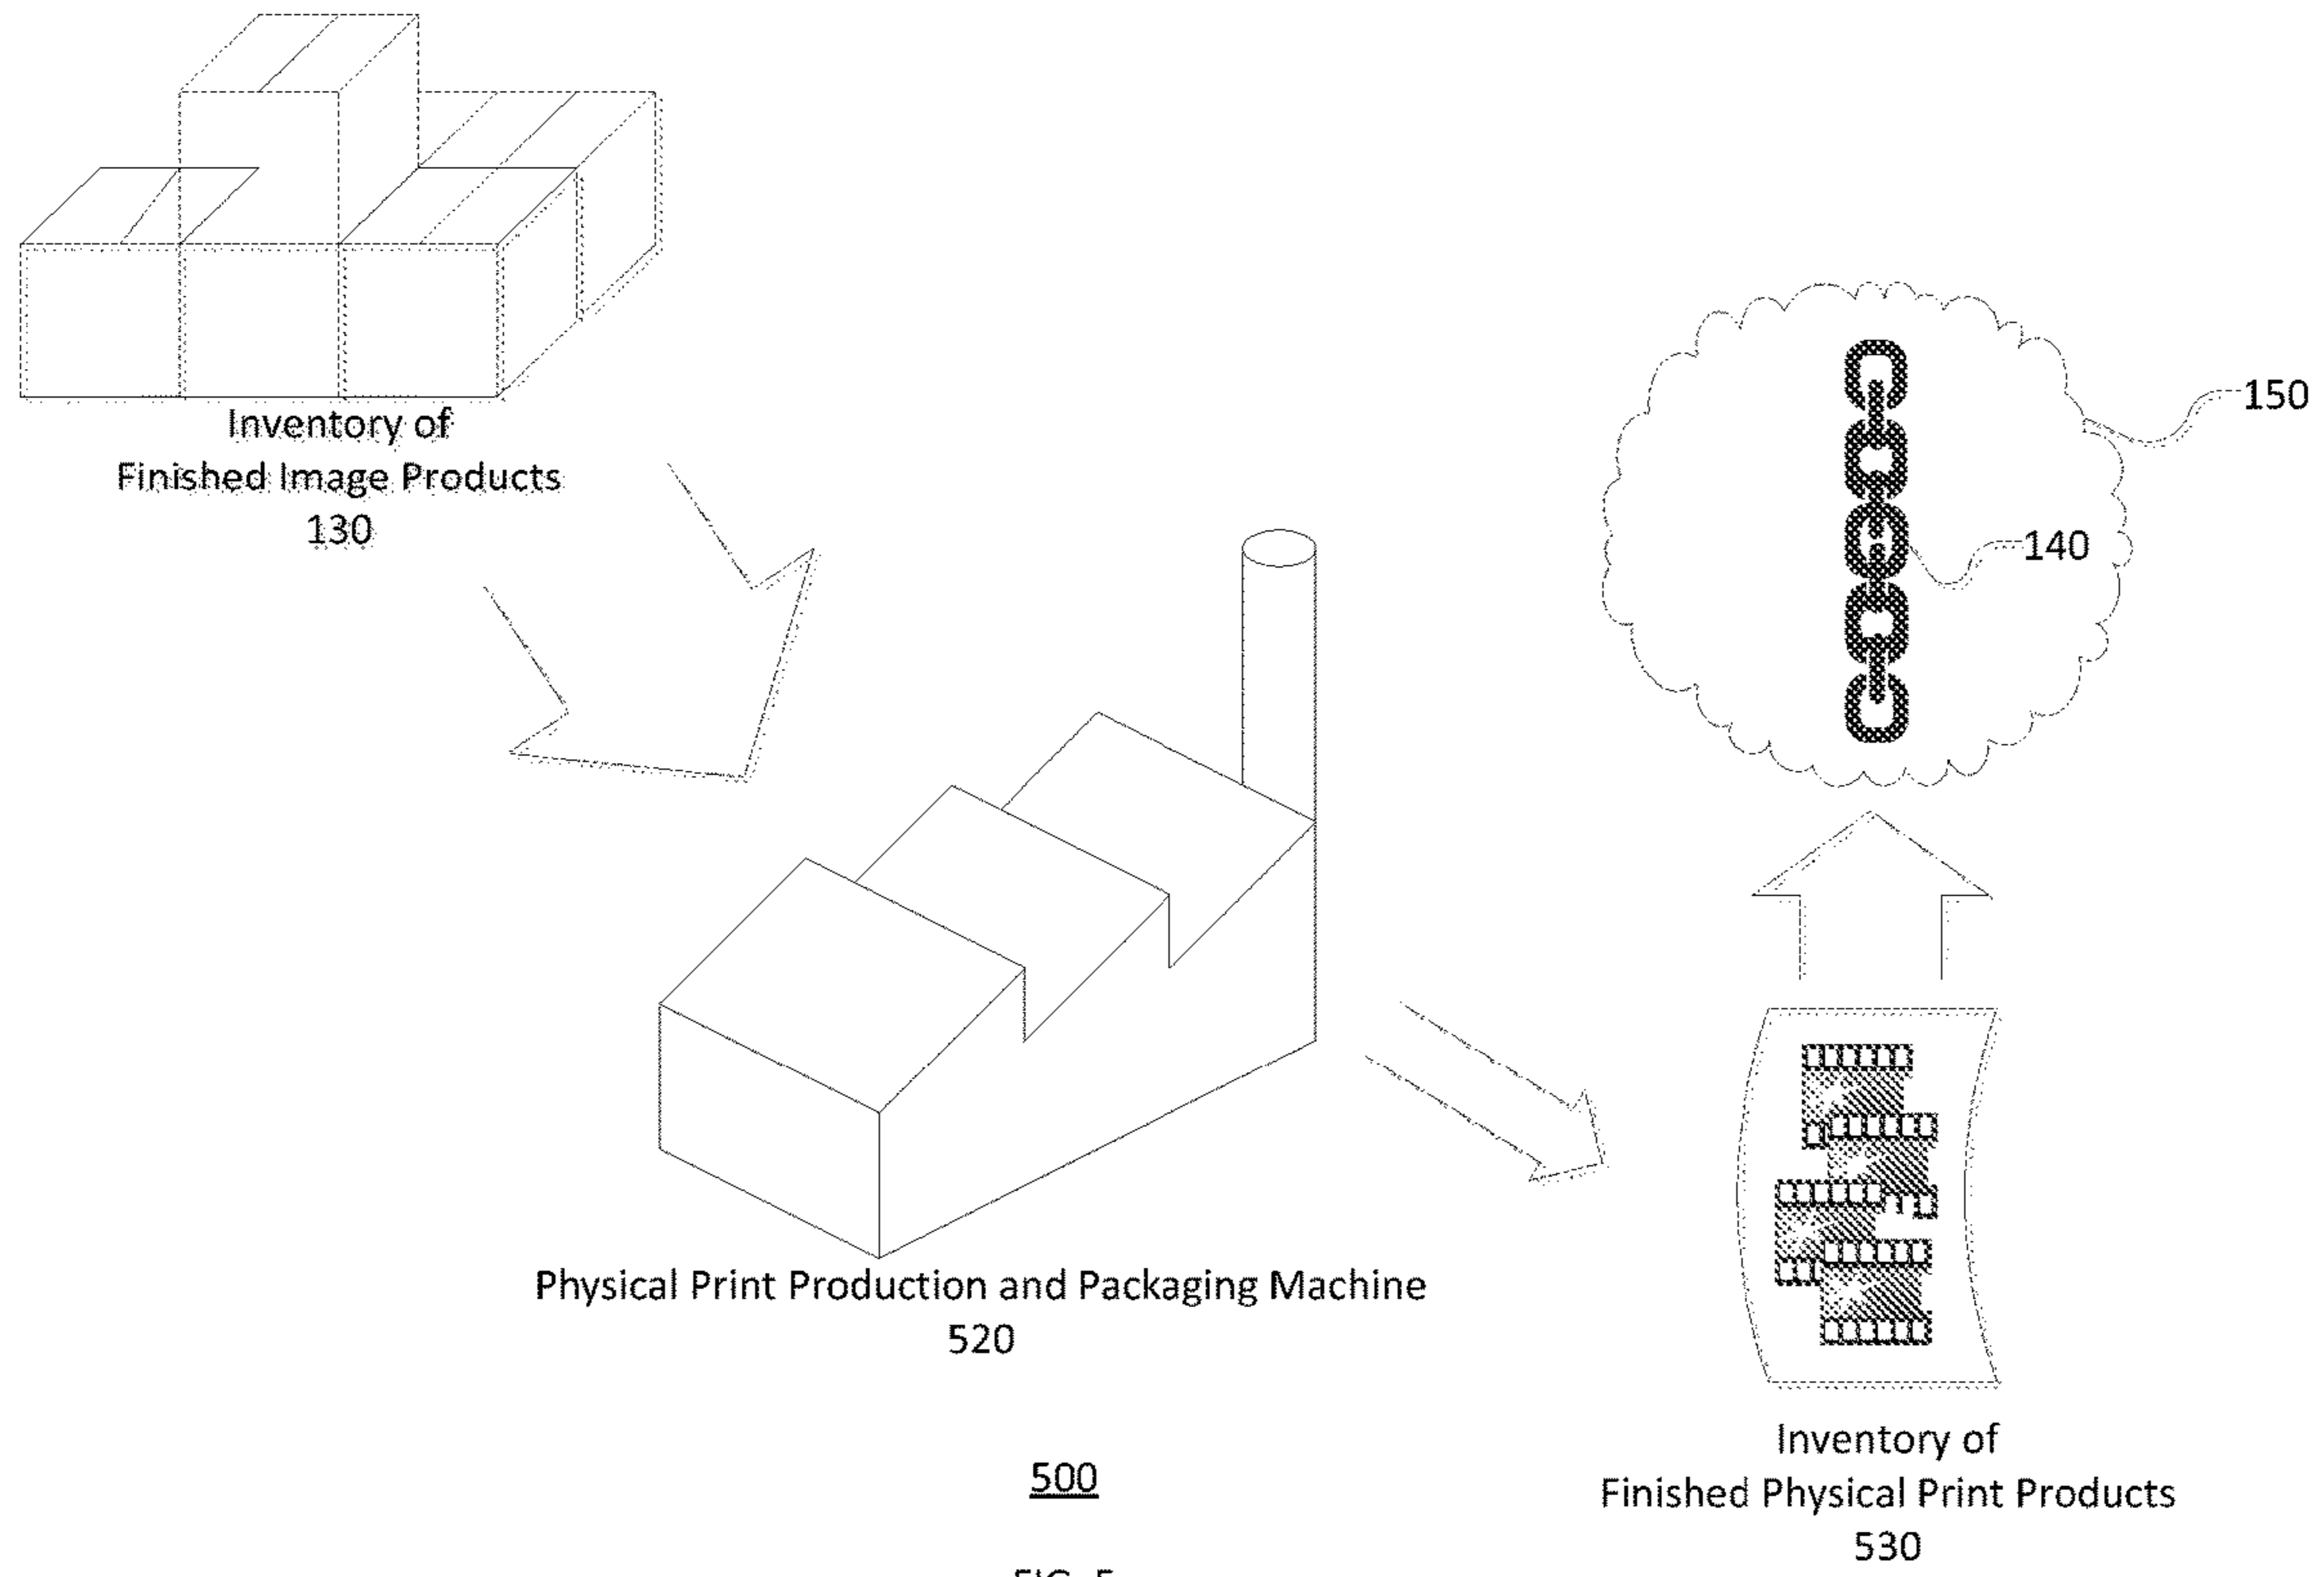 Inventory of
Finished Image Products
130
150
140
Physical Print Production and Packaging Machine
520
Inventory of
Finished Physical Print Products
530
500